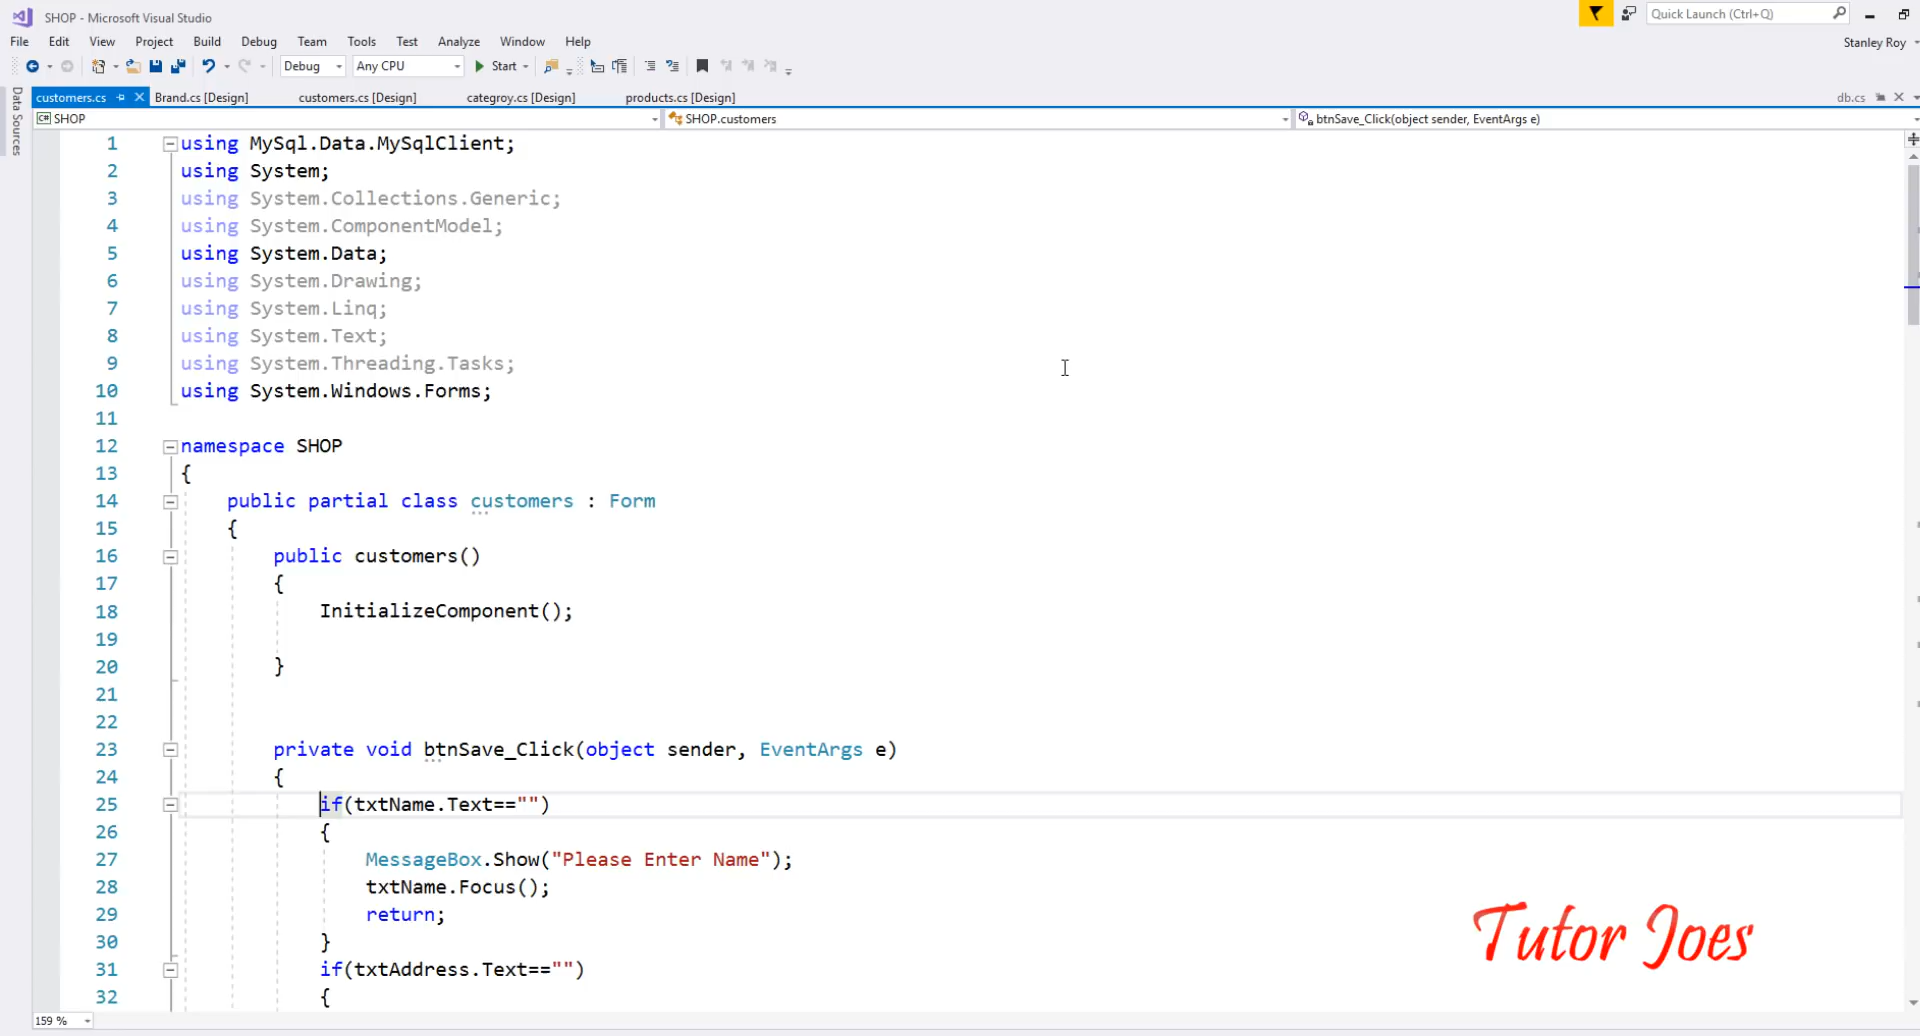 SHOP - Microsoft Visual Studio
Quick Launch (Ctrl+Q)
File Edit View Project Build Debug Team Tools Test Analyze Window Help
Stanley Roy
Debug Any CPU Start
Data Sources
customers.cs Brand.cs [Design] customers.cs [Design] categroy.cs [Design] products.cs [Design] db.cs
C# SHOP SHOP.customers btnSave_Click(object sender, EventArgs e)
1 using MySql.Data.MySqlClient;
2 using System;
3 using System.Collections.Generic;
4 using System.ComponentModel;
5 using System.Data;
6 using System.Drawing;
7 using System.Linq;
8 using System.Text;
9 using System.Threading.Tasks;
10 using System.Windows.Forms;
11
12 namespace SHOP
13 {
14 public partial class customers : Form
15 {
16 public customers()
17 {
18 InitializeComponent();
19
20 }
21
22
23 private void btnSave_Click(object sender, EventArgs e)
24 {
25 if(txtName.Text=="")
26 {
27 MessageBox.Show("Please Enter Name");
28 txtName.Focus();
29 return;
30 }
31 if(txtAddress.Text=="")
32 {
Tutor Joes
159 %